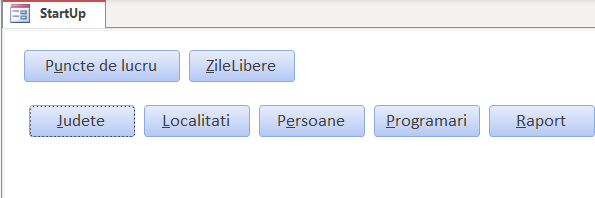 StartUp
Puncte de lucru ZileLibere
Judete Localitati Persoane Programari Raport